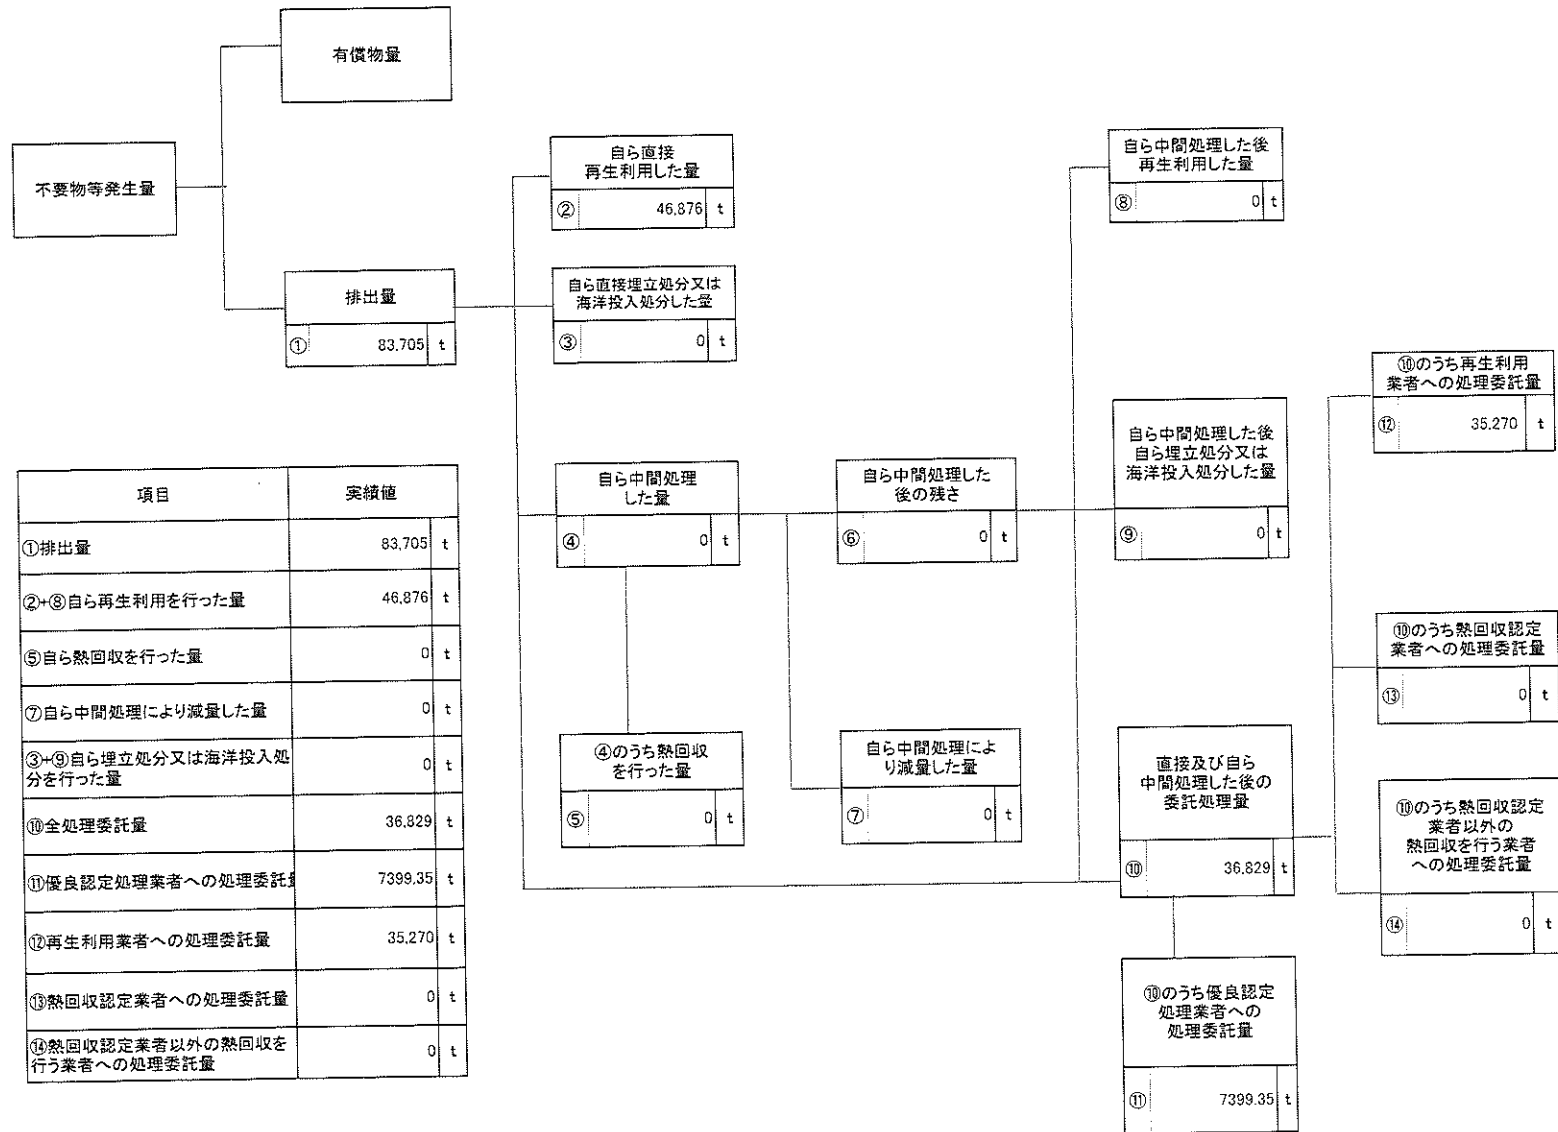 有償物量
不要物等発生量
排出量
① 83,705 t
自ら直接
再生利用した量
② 46,876 t
自ら直接埋立処分又は
海洋投入処分した量
③ 0 t
自ら中間処理
した量
④ 0 t
④のうち熱回収
を行った量
⑤ 0 t
自ら中間処理した
後の残さ
⑥ 0 t
自ら中間処理によ
り減量した量
⑦ 0 t
自ら中間処理した後
再生利用した量
⑧ 0 t
自ら中間処理した後
自ら埋立処分又は
海洋投入処分した量
⑨ 0 t
直接及び自ら
中間処理した後の
委託処理量
⑩ 36,829 t
⑩のうち優良認定
処理業者への
処理委託量
⑪ 7399.35 t
⑩のうち再生利用
業者への処理委託量
⑫ 35,270 t
⑩のうち熱回収認定
業者への処理委託量
⑬ 0 t
⑩のうち熱回収認定
業者以外の
熱回収を行う業者
への処理委託量
⑭ 0 t
項目 実績値
①排出量 83,705 t
②+⑧自ら再生利用を行った量 46,876 t
⑤自ら熱回収を行った量 0 t
⑦自ら中間処理により減量した量 0 t
③+⑨自ら埋立処分又は海洋投入処
分を行った量 0 t
⑩全処理委託量 36,829 t
⑪優良認定処理業者への処理委託量 7399.35 t
⑫再生利用業者への処理委託量 35,270 t
⑬熱回収認定業者への処理委託量 0 t
⑭熱回収認定業者以外の熱回収を
行う業者への処理委託量 0 t